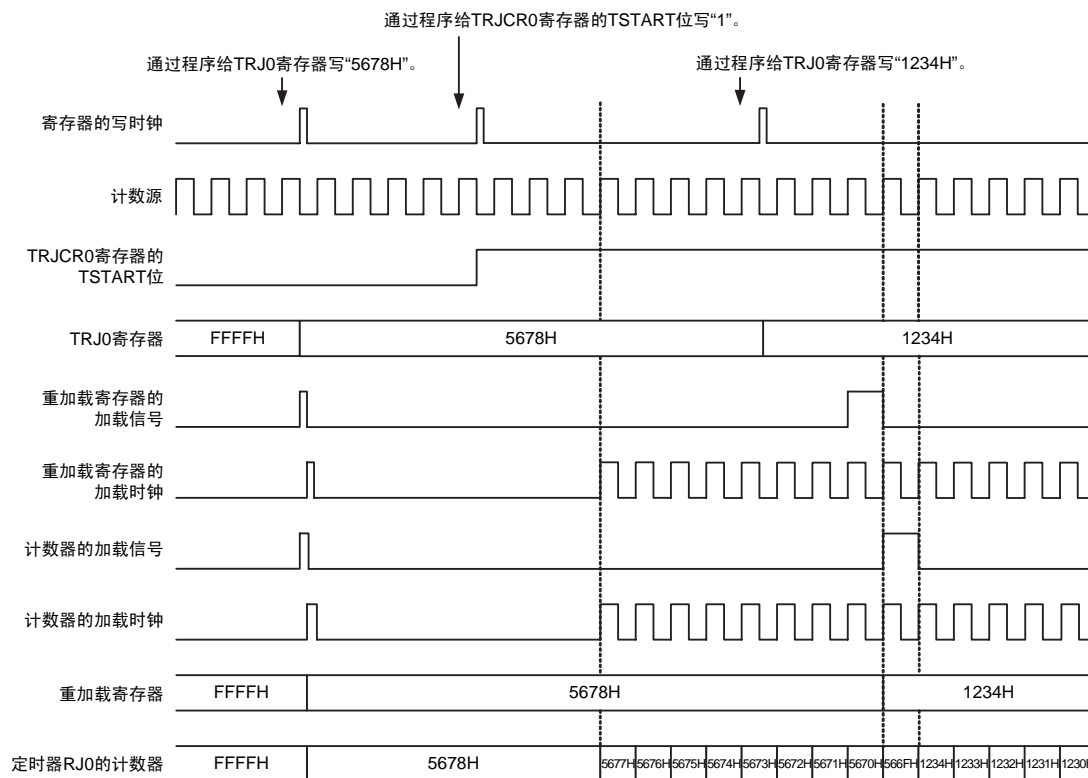 通过程序给TRJCR0寄存器的TSTART位写“1”。
通过程序给TRJ0寄存器写“5678H”。
通过程序给TRJ0寄存器写“1234H”。
寄存器的写时钟
计数源
TRJCR0寄存器的
TSTART位
TRJ0寄存器 FFFFH 5678H 1234H
重加载寄存器的
加载信号
重加载寄存器的
加载时钟
计数器的加载信号
计数器的加载时钟
重加载寄存器 FFFFH 5678H 1234H
定时器RJ0的计数器 FFFFH 5678H 5677H 5676H 5675H 5674H 5673H 5672H 5671H 5670H 566FH 1234H 1233H 1232H 1231H 1230H